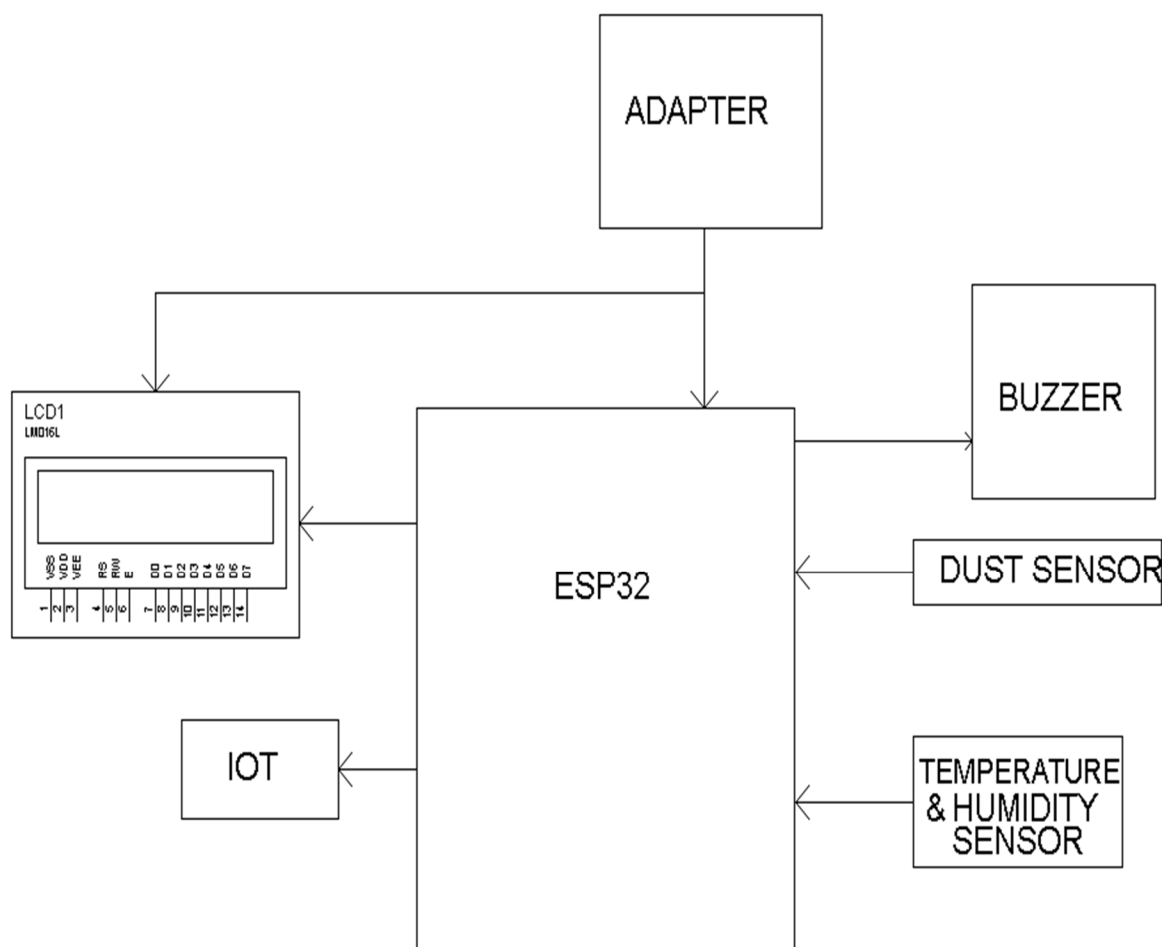 ADAPTER
LCD1
LM016L
BUZZER
VSS
VDD
VEE
RS
RW
E
D0
D1
D2
D3
D4
D5
D6
D7
1
2
3
4
5
6
7
8
9
10
11
12
13
14
ESP32
DUST SENSOR
IOT
TEMPERATURE
& HUMIDITY
SENSOR